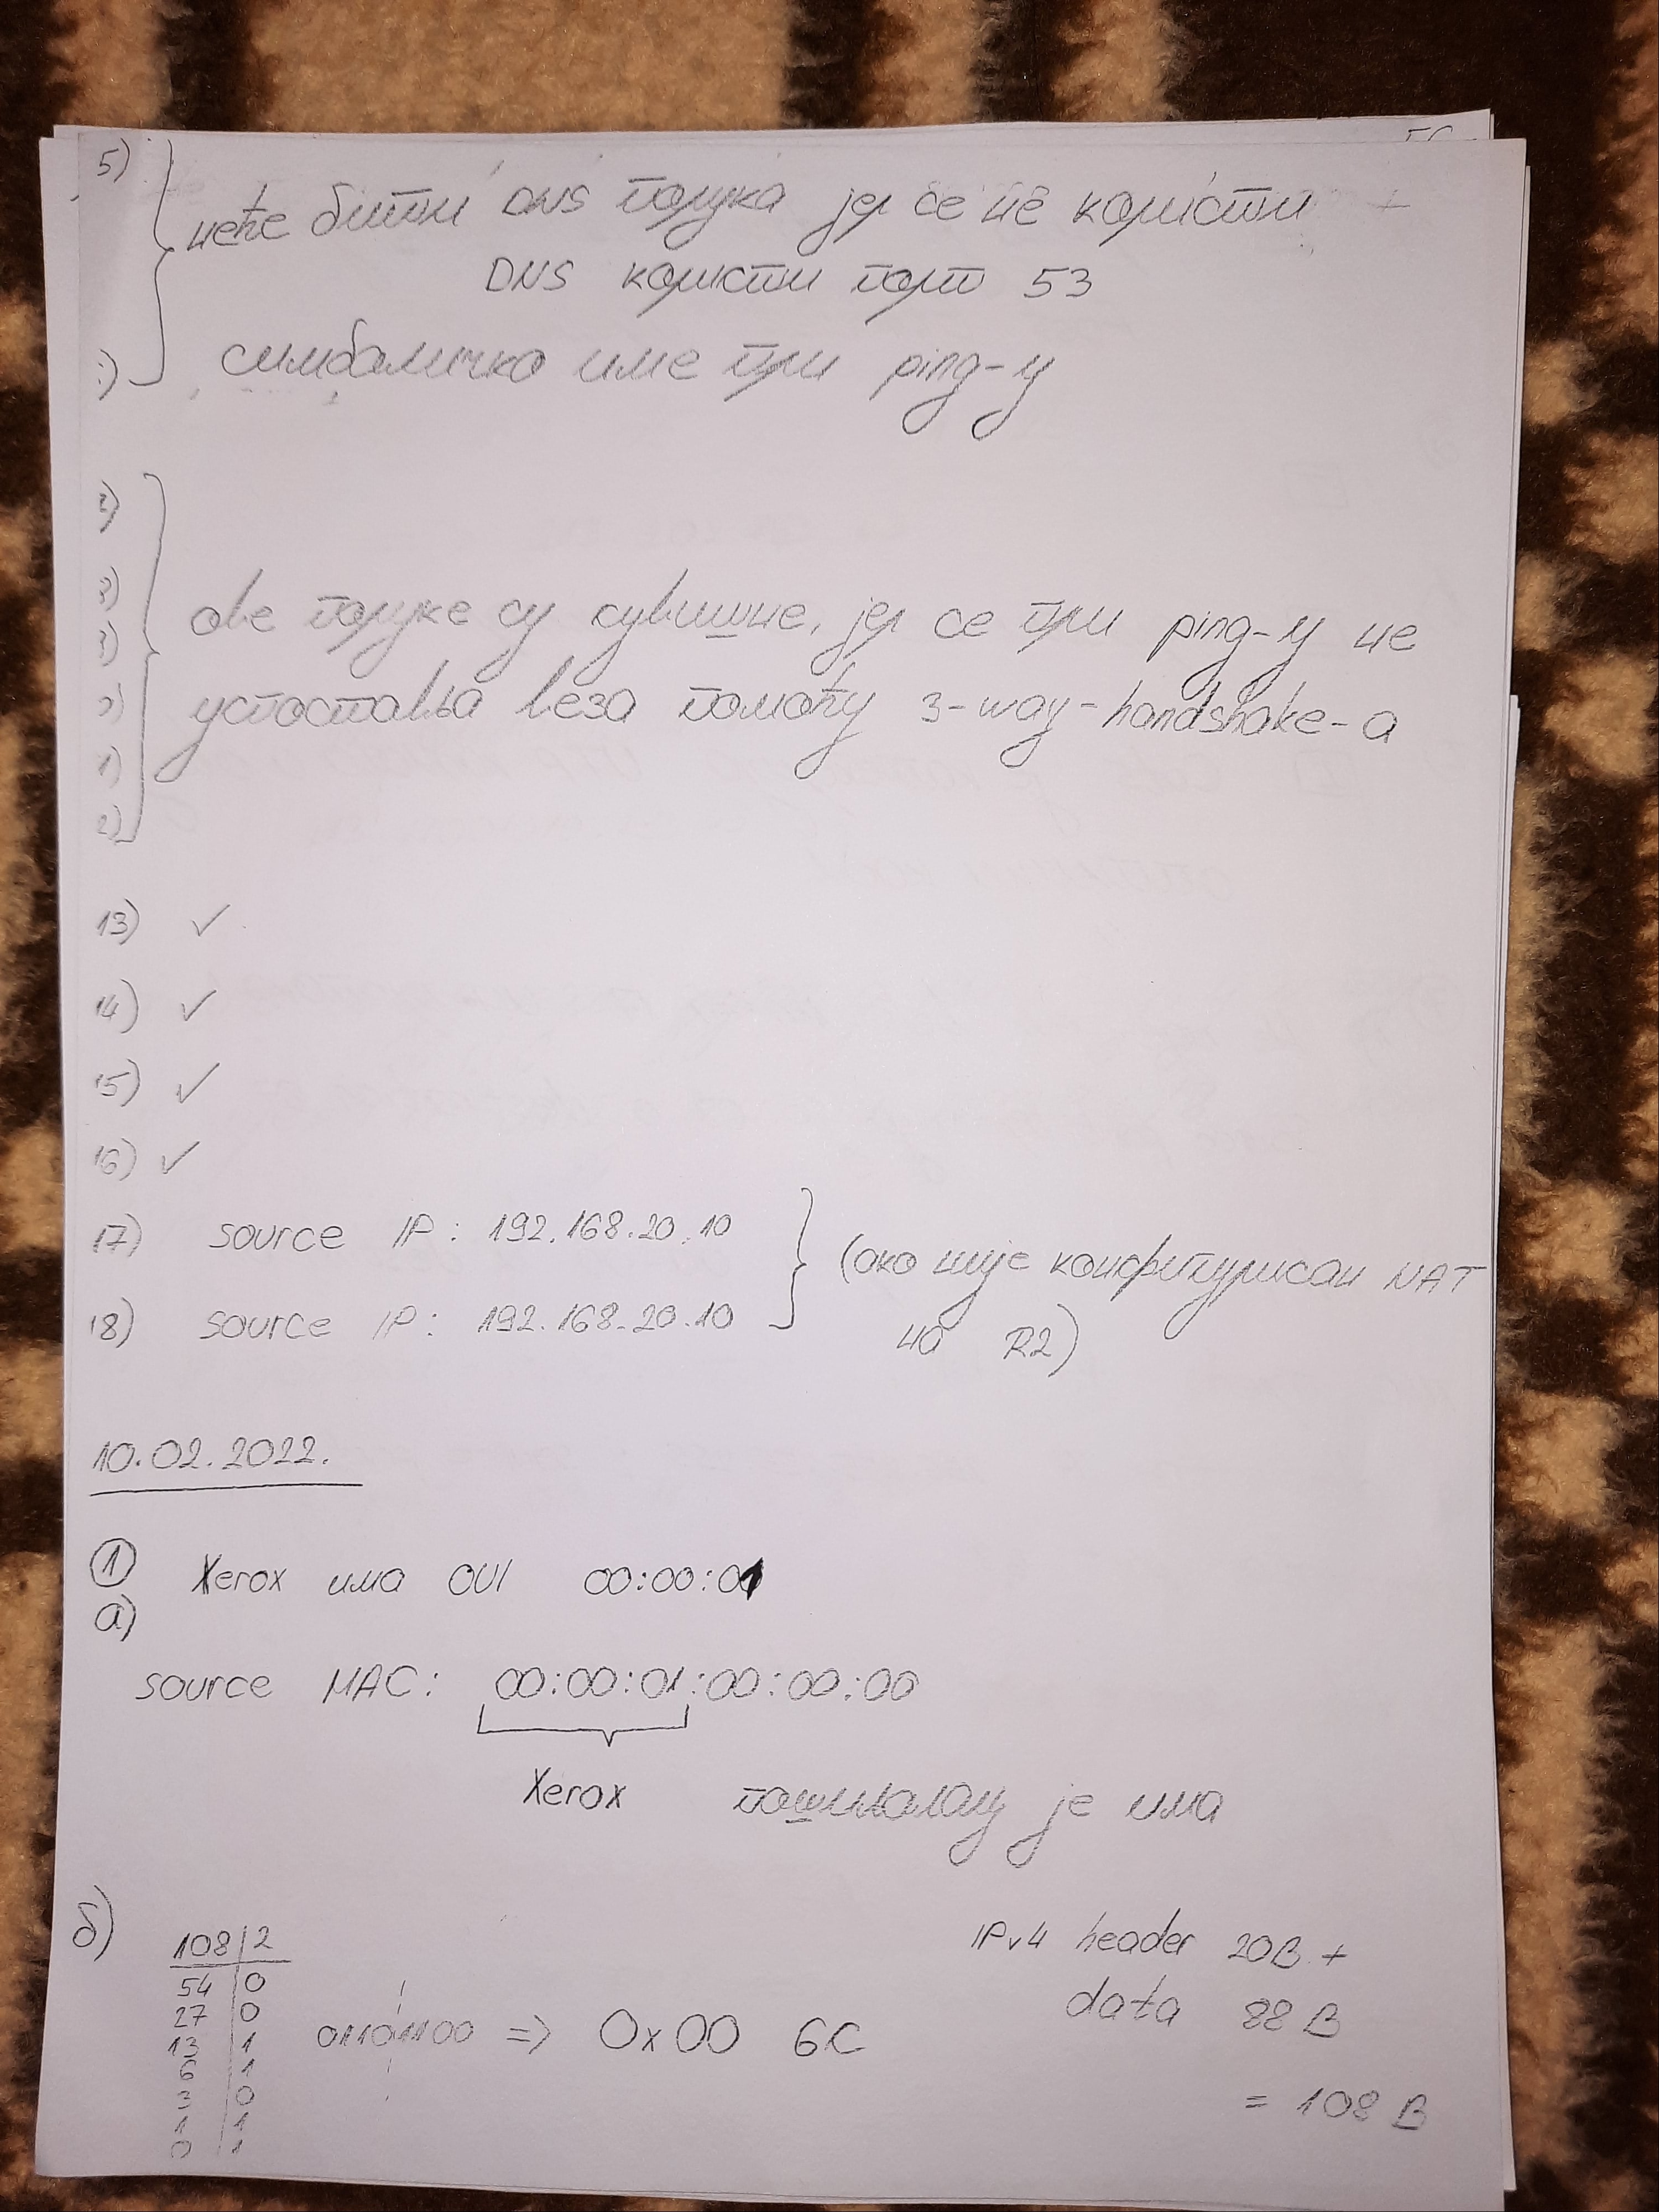 5)
неће бити DNS порука јер се не користи
DNS користи порт 53
симболичко име при ping-у
ове поруке су сувишне, јер се при ping-у не
успоставља веза помоћу 3-way-handshake-а
13) ✓
14) ✓
15) ✓
16) ✓
17) source IP: 192.168.20.10
(ако није конфигурисан NAT
18) source IP: 192.168.20.10
на R2)
10.02.2022.
1 Xerox има OUI 00:00:01
а)
source MAC: 00:00:01:00:00:00
Xerox пошиљалац је има
б)
IPv4 header 20B +
108 | 2
54 | 0
data 88 B
27 | 0
13 | 1 01101100 => 0x00 6C
6 | 1
3 | 0
= 108 B
1 | 1
0 | 1